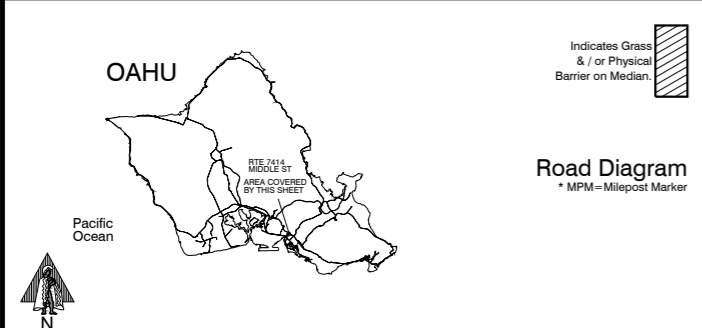 OAHU
RTE 7414
MIDDLE ST
AREA COVERED
BY THIS SHEET
Pacific
Ocean
N
Indicates Grass
& / or Physical
Barrier on Median.
Road Diagram
* MPM=Milepost Marker